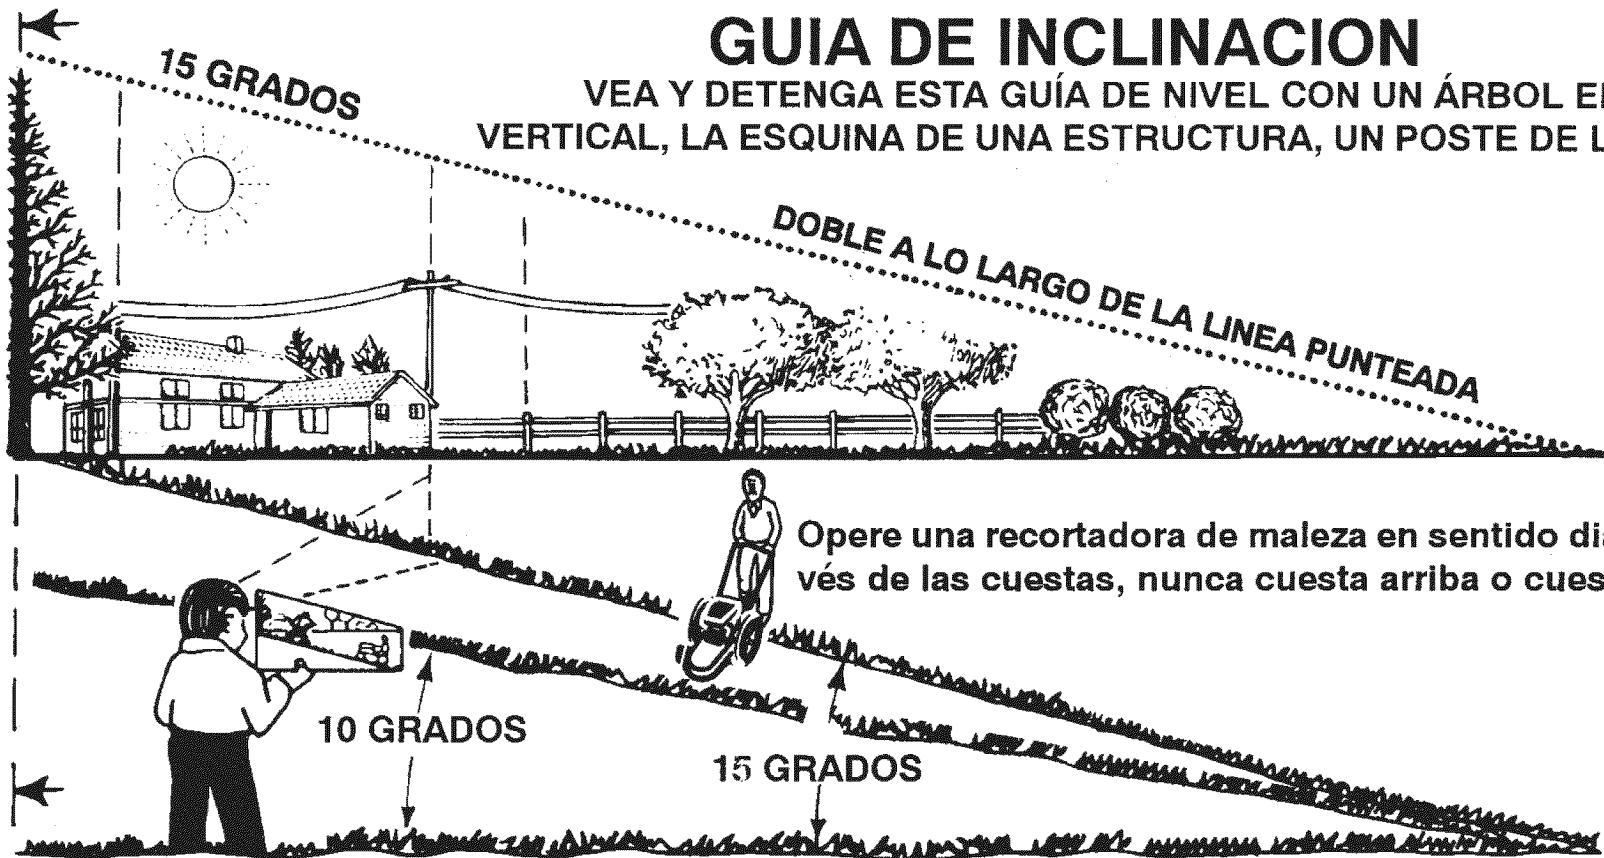 GUIA DE INCLINACION
15 GRADOS
VEA Y DETENGA ESTA GUÍA DE NIVEL CON UN ÁRBOL
VERTICAL, LA ESQUINA DE UNA ESTRUCTURA, UN POSTE DE
DOBLE A LO LARGO DE LA LINEA PUNTEADA
Opere una recortadora de maleza en sentido
vés de las cuestas, nunca cuesta arriba o
10 GRADOS
15 GRADOS